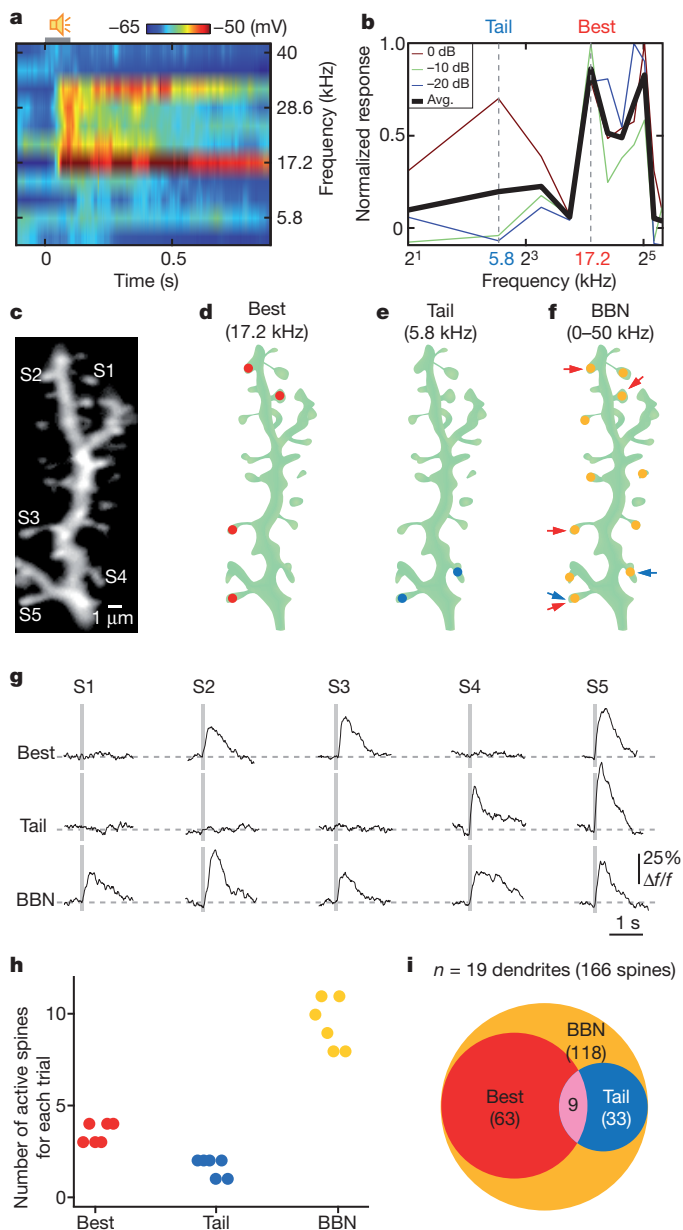 a
−65 −50 (mV)
40
28.6
17.2
5.8
Frequency (kHz)
0 0.5
Time (s)
b
Tail Best
0 dB
−10 dB
−20 dB
Avg.
1.0
0.5
0
Normalized response
2¹ 5.8 2³ 17.2 2⁵
Frequency (kHz)
c
S2 S1
S3
S4
S5
1 μm
d
Best
(17.2 kHz)
e
Tail
(5.8 kHz)
f
BBN
(0–50 kHz)
g
S1 S2 S3 S4 S5
Best
Tail
BBN
25%
Δf/f
1 s
h
Number of active spines
for each trial
10
5
0
Best Tail BBN
i
n = 19 dendrites (166 spines)
BBN
(118)
Best
(63)
9
Tail
(33)